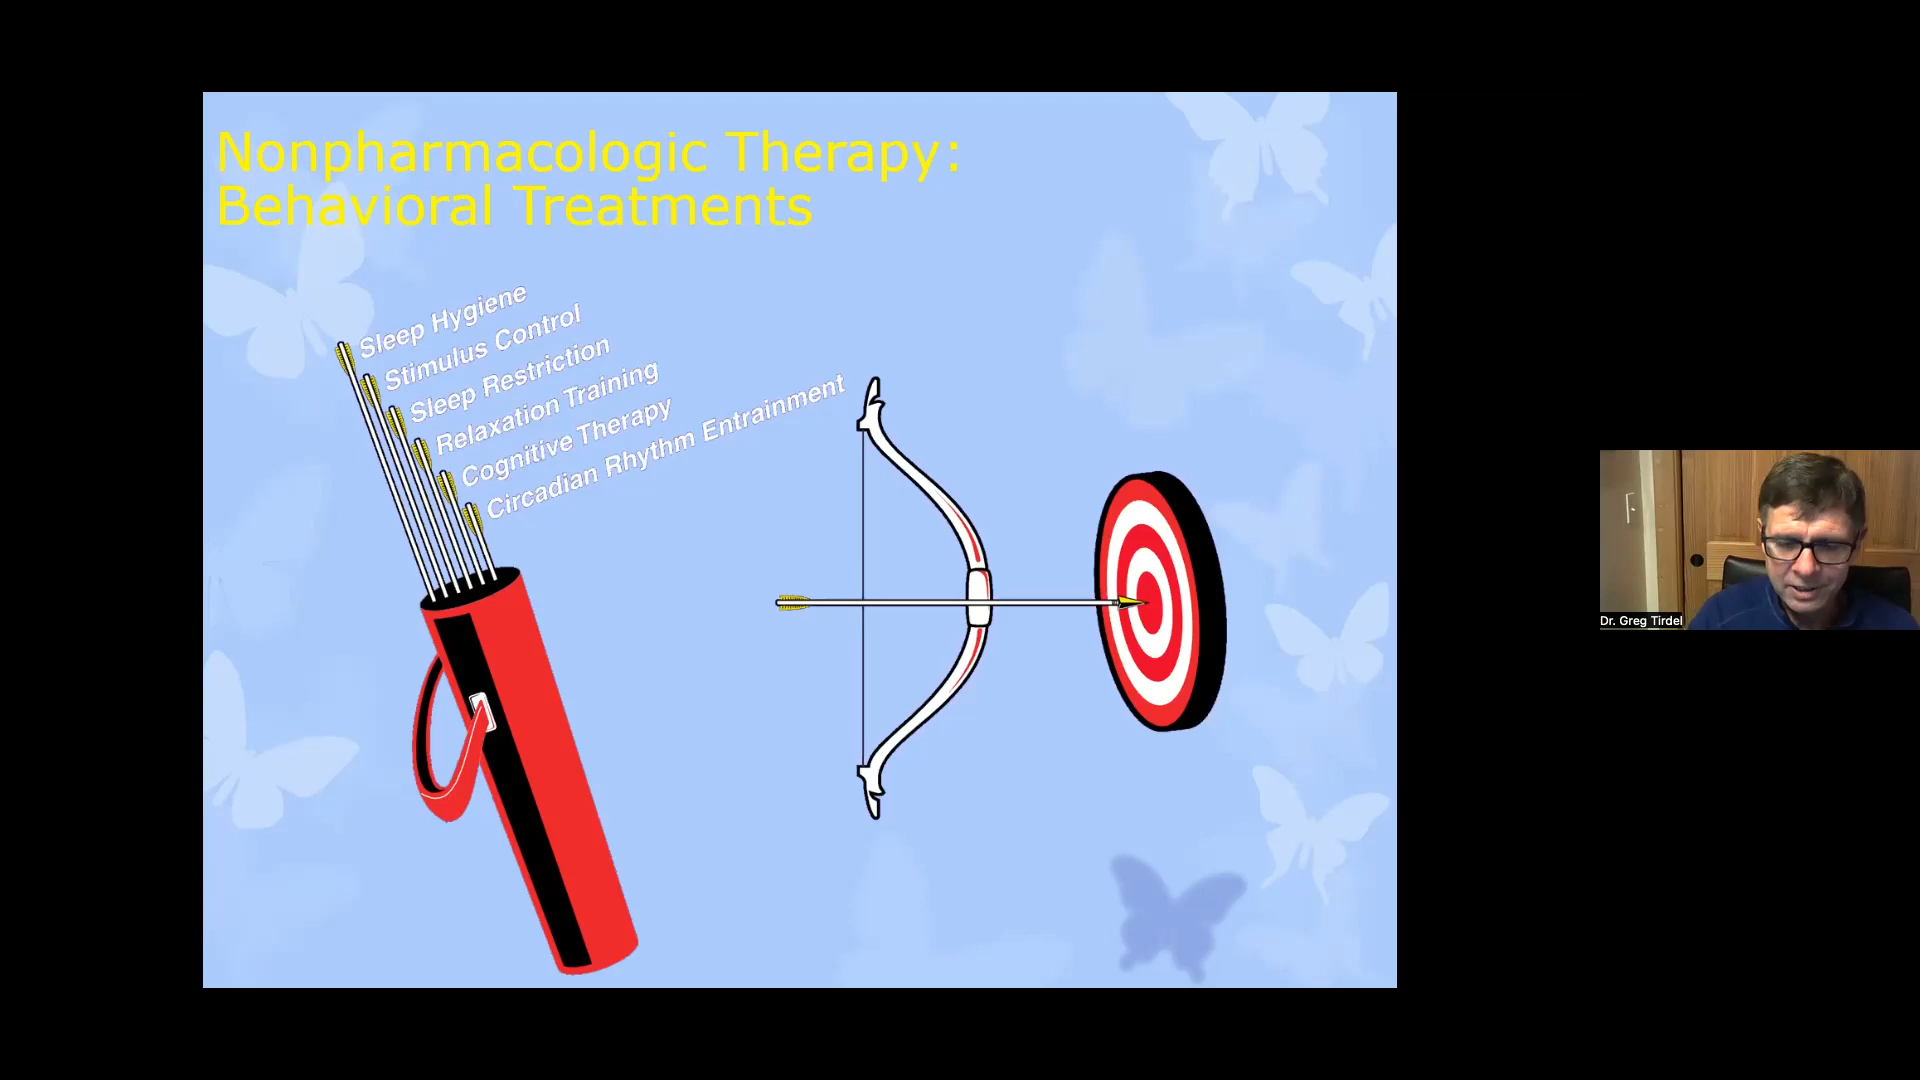 Nonpharmacologic Therapy:
Behavioral Treatments
Sleep Hygiene
Stimulus Control
Sleep Restriction
Relaxation Training
Cognitive Therapy
Circadian Rhythm Entrainment
Dr. Greg Tirdel